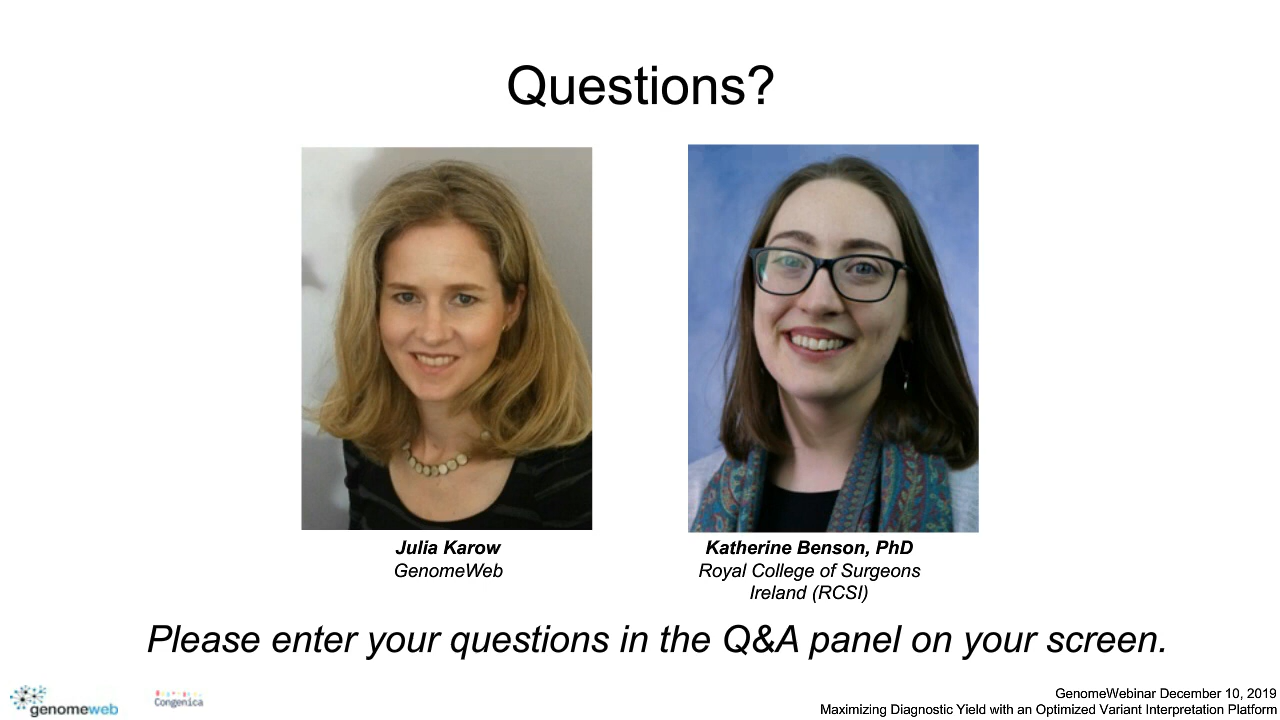 Questions?
Julia Karow
GenomeWeb
Katherine Benson, PhD
Royal College of Surgeons
Ireland (RCSI)
Please enter your questions in the Q&A panel on your screen.
genomeweb
Congenica
GenomeWebinar December 10, 2019
Maximizing Diagnostic Yield with an Optimized Variant Interpretation Platform